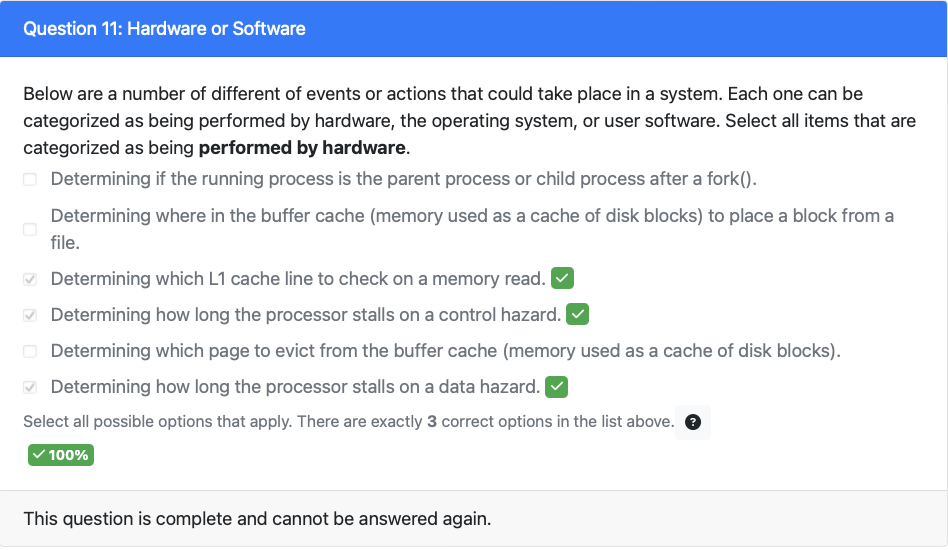 Question 11: Hardware or Software
Below are a number of different of events or actions that could take place in a system. Each one can be
categorized as being performed by hardware, the operating system, or user software. Select all items that are
categorized as being performed by hardware.
Determining if the running process is the parent process or child process after a fork().
Determining where in the buffer cache (memory used as a cache of disk blocks) to place a block from a
file.
Determining which L1 cache line to check on a memory read.
Determining how long the processor stalls on a control hazard.
Determining which page to evict from the buffer cache (memory used as a cache of disk blocks).
Determining how long the processor stalls on a data hazard.
Select all possible options that apply. There are exactly 3 correct options in the list above. ?
100%
This question is complete and cannot be answered again.